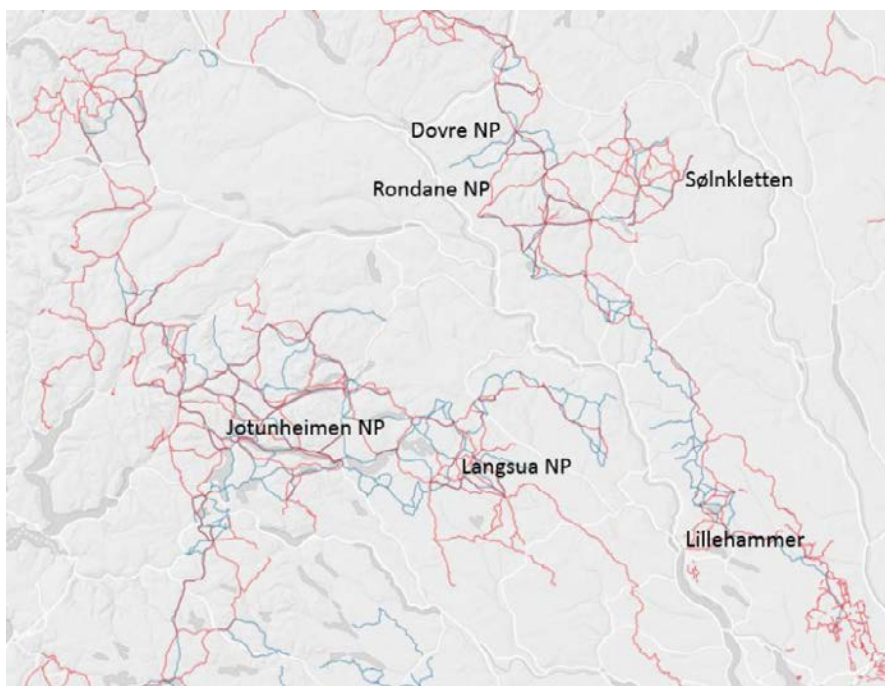 Dovre NP
Rondane NP
Sølnkletten
Jotunheimen NP
Langsua NP
Lillehammer